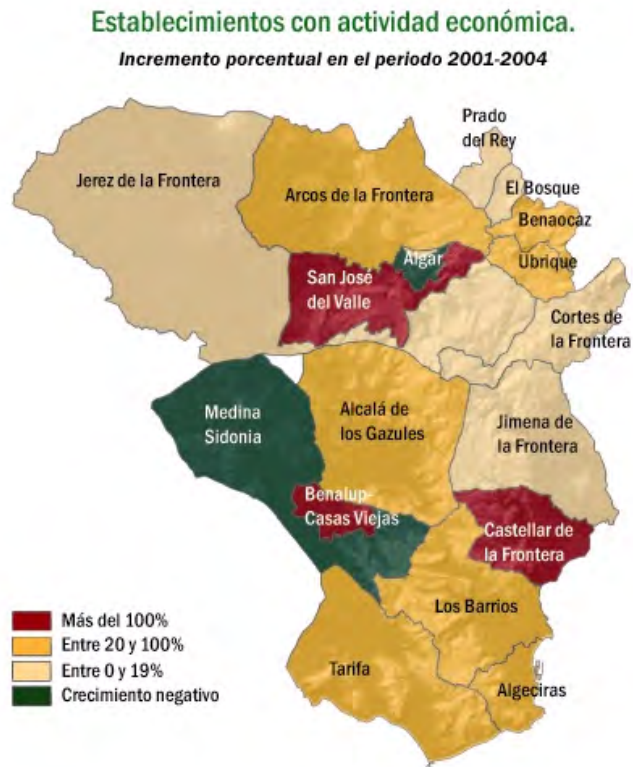 Establecimientos con actividad económica.
Incremento porcentual en el periodo 2001-2004
Prado
del Rey
Jerez de la Frontera
Arcos de la Frontera
El Bosque
Benaocaz
Algar
Ubrique
San José
del Valle
Cortes de
la Frontera
Medina
Sidonia
Alcalá de
los Gazules
Jimena de
la Frontera
Benalup-
Casas Viejas
Castellar de
la Frontera
Los Barrios
Tarifa
Algeciras
Más del 100%
Entre 20 y 100%
Entre 0 y 19%
Crecimiento negativo